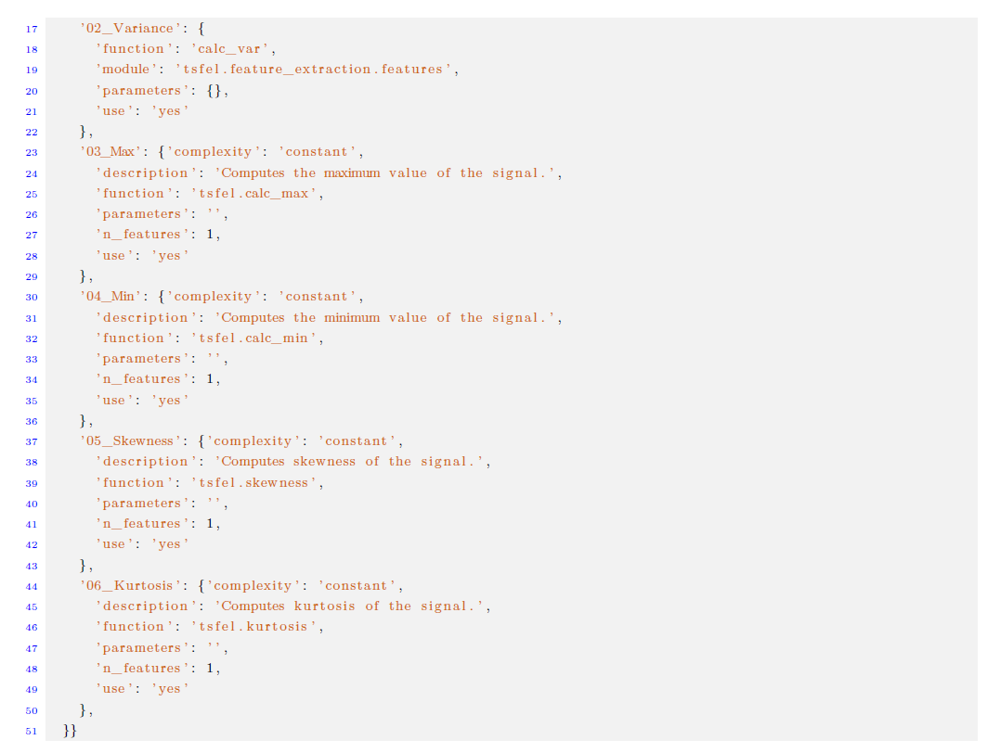 17 '02_Variance': {
18 'function': 'calc_var',
19 'module': 'tsfel.feature_extraction.features',
20 'parameters': {},
21 'use': 'yes'
22 },
23 '03_Max': {'complexity': 'constant',
24 'description': 'Computes the maximum value of the signal.',
25 'function': 'tsfel.calc_max',
26 'parameters': '',
27 'n_features': 1,
28 'use': 'yes'
29 },
30 '04_Min': {'complexity': 'constant',
31 'description': 'Computes the minimum value of the signal.',
32 'function': 'tsfel.calc_min',
33 'parameters': '',
34 'n_features': 1,
35 'use': 'yes'
36 },
37 '05_Skewness': {'complexity': 'constant',
38 'description': 'Computes skewness of the signal.',
39 'function': 'tsfel.skewness',
40 'parameters': '',
41 'n_features': 1,
42 'use': 'yes'
43 },
44 '06_Kurtosis': {'complexity': 'constant',
45 'description': 'Computes kurtosis of the signal.',
46 'function': 'tsfel.kurtosis',
47 'parameters': '',
48 'n_features': 1,
49 'use': 'yes'
50 },
51 }}